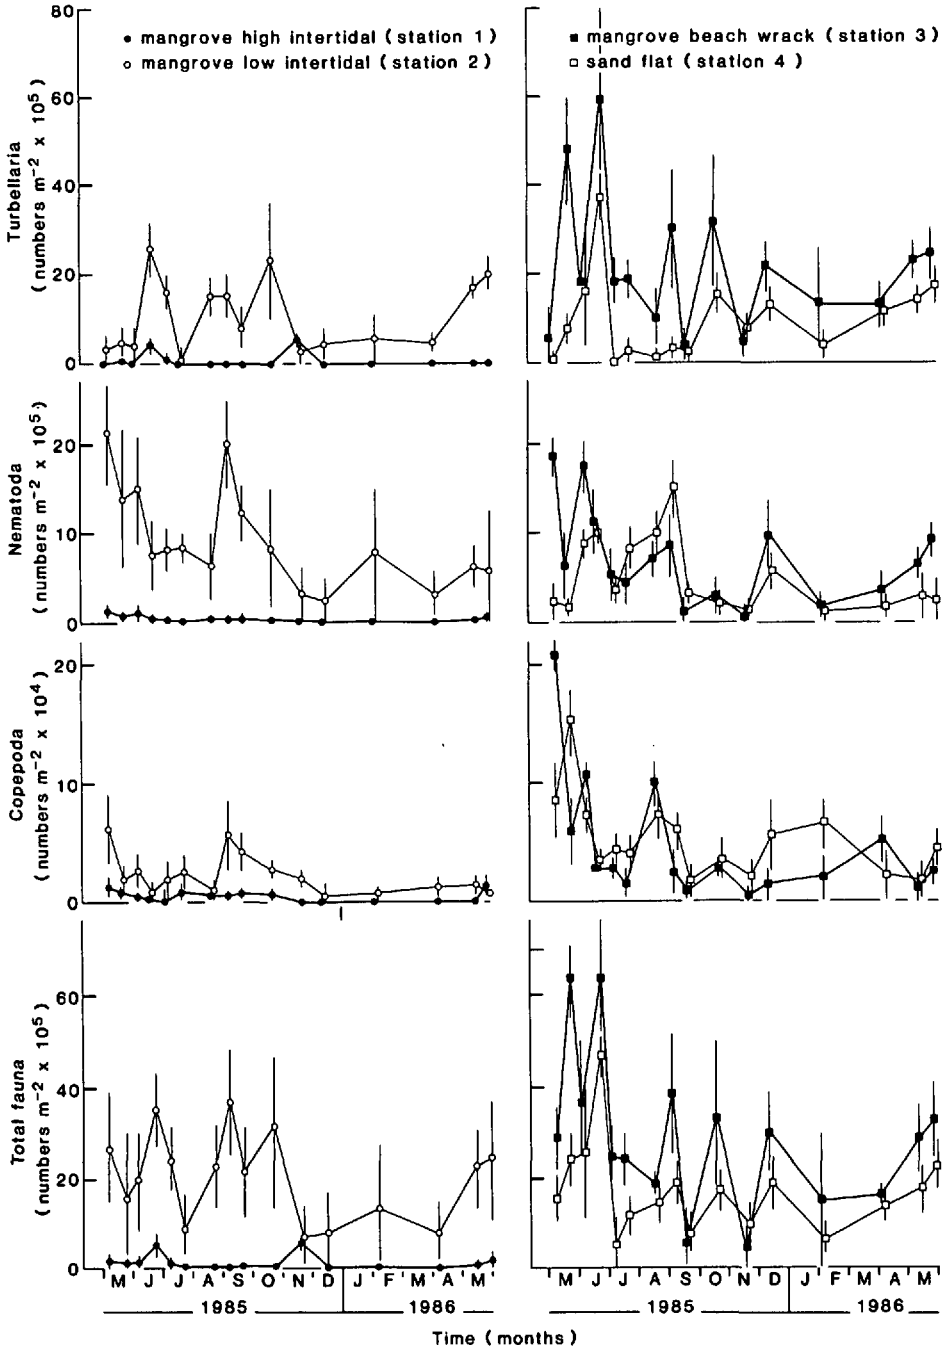 80
60
40
20
0
Turbellaria
(numbers m⁻² x 10⁵)
● mangrove high intertidal (station 1)
○ mangrove low intertidal (station 2)
■ mangrove beach wrack (station 3)
□ sand flat (station 4)
20
10
0
Nematoda
(numbers m⁻² x 10⁵)
20
10
0
Copepoda
(numbers m⁻² x 10⁴)
60
40
20
0
Total fauna
(numbers m⁻² x 10⁵)
M J J A S O N D J F M A M
1985 1986
M J J A S O N D J F M A M
1985 1986
Time (months)